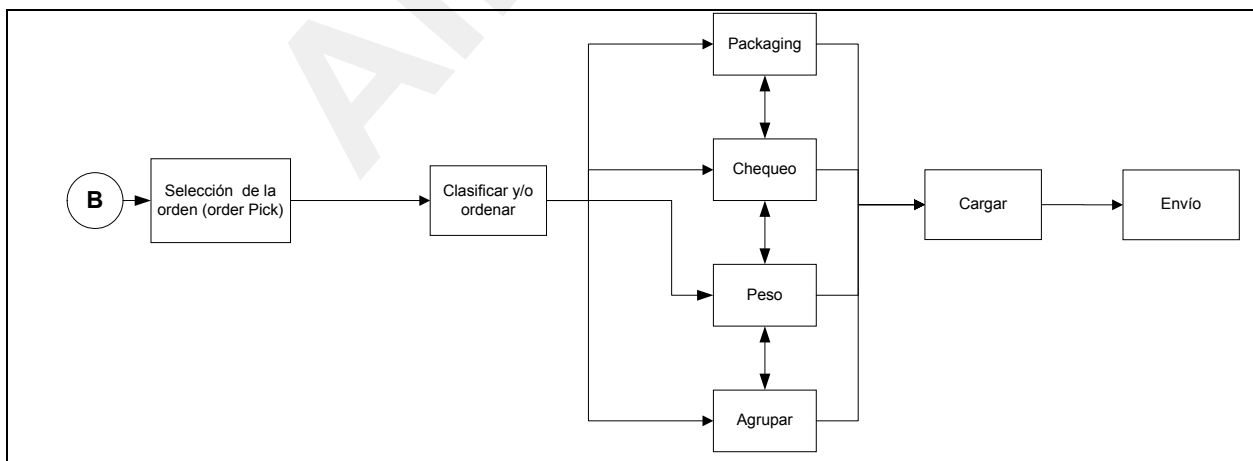 Packaging
B
Selección de la
orden (order Pick)
Clasificar y/o
ordenar
Chequeo
Cargar
Envío
Peso
Agrupar